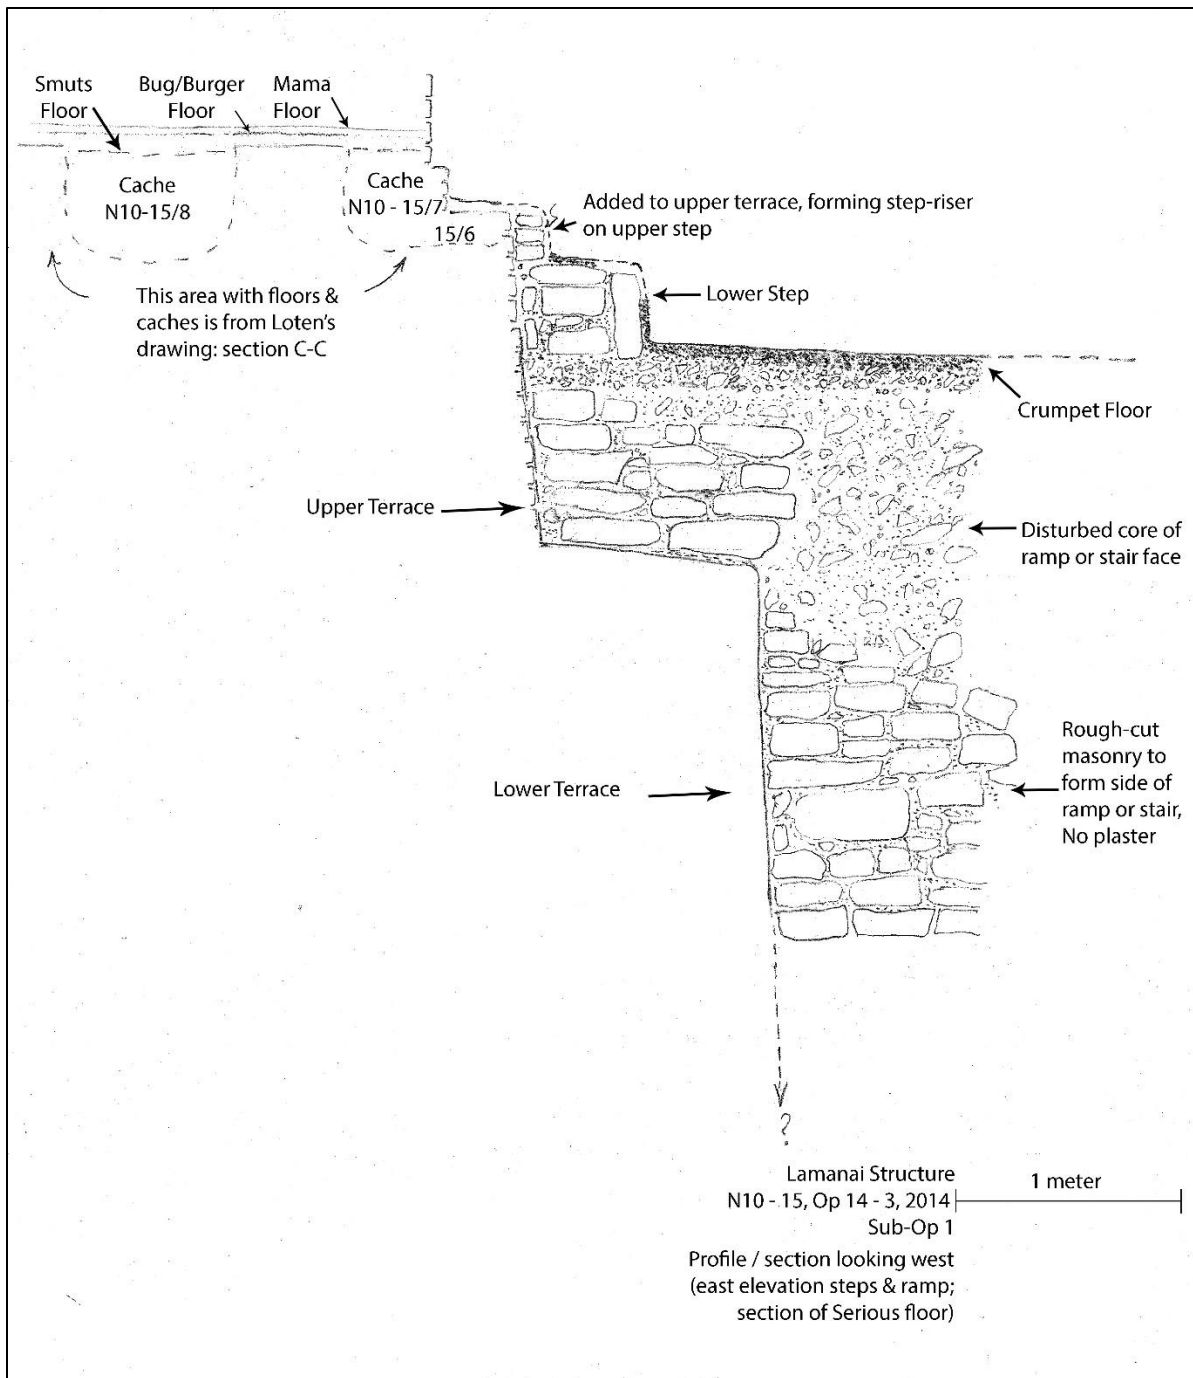 Smuts
Floor
Bug/Burger
Floor
Mama
Floor
Cache
N10-15/8
Cache
N10 - 15/7
15/6
Added to upper terrace, forming step-riser
on upper step
This area with floors &
caches is from Loten's
drawing: section C-C
Lower Step
Crumpet Floor
Upper Terrace
Disturbed core of
ramp or stair face
Lower Terrace
Rough-cut
masonry to
form side of
ramp or stair,
No plaster
?
Lamanai Structure
N10 - 15, Op 14 - 3, 2014
Sub-Op 1
1 meter
Profile / section looking west
(east elevation steps & ramp;
section of Serious floor)